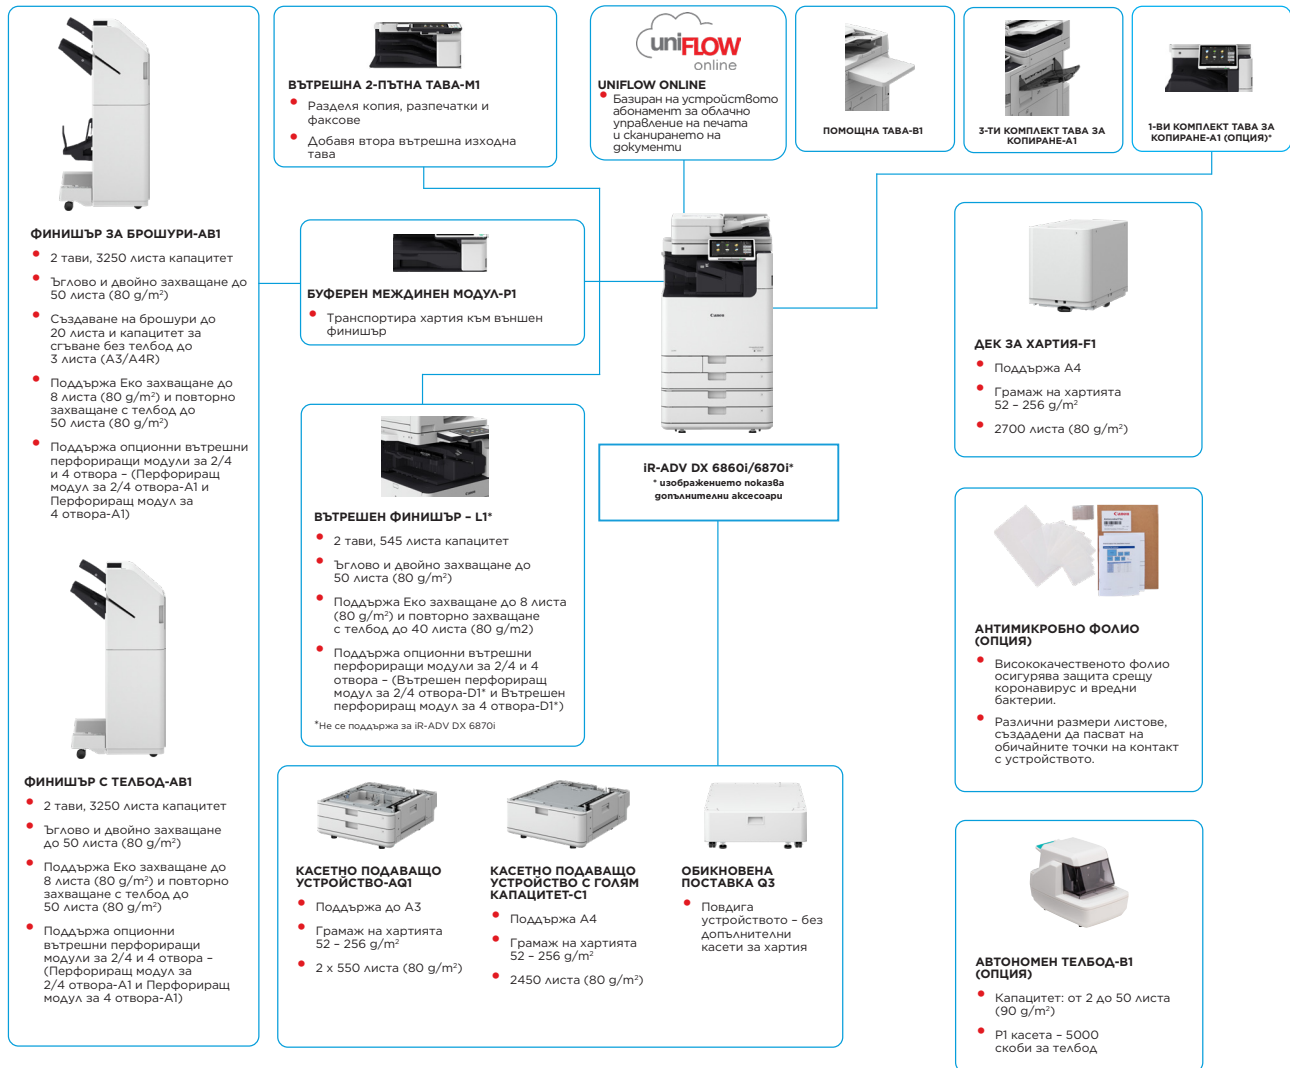 ФИНИШЪР ЗА БРОШУРИ-AB1
2 тави, 3250 листа капацитет
Ъглово и двойно захващане до
50 листа (80 g/m²)
Създаване на брошури до
20 листа и капацитет за
сгъване без телбод до
3 листа (A3/A4R)
Поддържа Еко захващане до
8 листа (80 g/m²) и повторно
захващане с телбод до
50 листа (80 g/m²)
Поддържа опционни вътрешни
перфориращи модули за 2/4
и 4 отвора – (Перфориращ
модул за 2/4 отвора-A1 и
Перфориращ модул за
4 отвора-A1)
ФИНИШЪР С ТЕЛБОД-AB1
2 тави, 3250 листа капацитет
Ъглово и двойно захващане
до 50 листа (80 g/m²)
Поддържа Еко захващане до
8 листа (80 g/m²) и повторно
захващане с телбод до
50 листа (80 g/m²)
Поддържа опционни
вътрешни перфориращи
модули за 2/4 и 4 отвора –
(Перфориращ модул за
2/4 отвора-A1 и Перфориращ
модул за 4 отвора-A1)
ВЪТРЕШНА 2-ПЪТНА ТАВА-M1
Разделя копия, разпечатки и
факсове
Добавя втора вътрешна изходна
тава
БУФЕРЕН МЕЖДИНЕН МОДУЛ-P1
Транспортира хартия към външен
финишър
ВЪТРЕШЕН ФИНИШЪР – L1*
2 тави, 545 листа капацитет
Ъглово и двойно захващане до
50 листа (80 g/m²)
Поддържа Еко захващане до 8 листа
(80 g/m²) и повторно захващане
с телбод до 40 листа (80 g/m2)
Поддържа опционни вътрешни
перфориращи модули за 2/4 и 4
отвора – (Вътрешен перфориращ
модул за 2/4 отвора-D1* и Вътрешен
перфориращ модул за 4 отвора-D1*)
*Не се поддържа за iR-ADV DX 6870i
uniFLOW
online
UNIFLOW ONLINE
Базиран на устройството
абонамент за облачно
управление на печата
и сканирането на
документи
ПОМОЩНА ТАВА-B1
3-ТИ КОМПЛЕКТ ТАВА ЗА
КОПИРАНЕ-A1
1-ВИ КОМПЛЕКТ ТАВА ЗА
КОПИРАНЕ-A1 (ОПЦИЯ)*
Canon
iR-ADV DX 6860i/6870i*
* изображението показва
допълнителни аксесоари
КАСЕТНО ПОДАВАЩО
УСТРОЙСТВО-AQ1
Поддържа до A3
Грамаж на хартията
52 – 256 g/m²
2 x 550 листа (80 g/m²)
КАСЕТНО ПОДАВАЩО
УСТРОЙСТВО С ГОЛЯМ
КАПАЦИТЕТ-C1
Поддържа A4
Грамаж на хартията
52 – 256 g/m²
2450 листа (80 g/m²)
ОБИКНОВЕНА
ПОСТАВКА Q3
Повдига
устройството – без
допълнителни
касети за хартия
ДЕК ЗА ХАРТИЯ-F1
Поддържа A4
Грамаж на хартията
52 – 256 g/m²
2700 листа (80 g/m²)
Canon
АНТИМИКРОБНО ФОЛИО
(ОПЦИЯ)
Висококачественото фолио
осигурява защита срещу
коронавирус и вредни
бактерии.
Различни размери листове,
създадени да пасват на
обичайните точки на контакт
с устройството.
АВТОНОМЕН ТЕЛБОД-B1
(ОПЦИЯ)
Капацитет: от 2 до 50 листа
(90 g/m²)
P1 касета – 5000
скоби за телбод